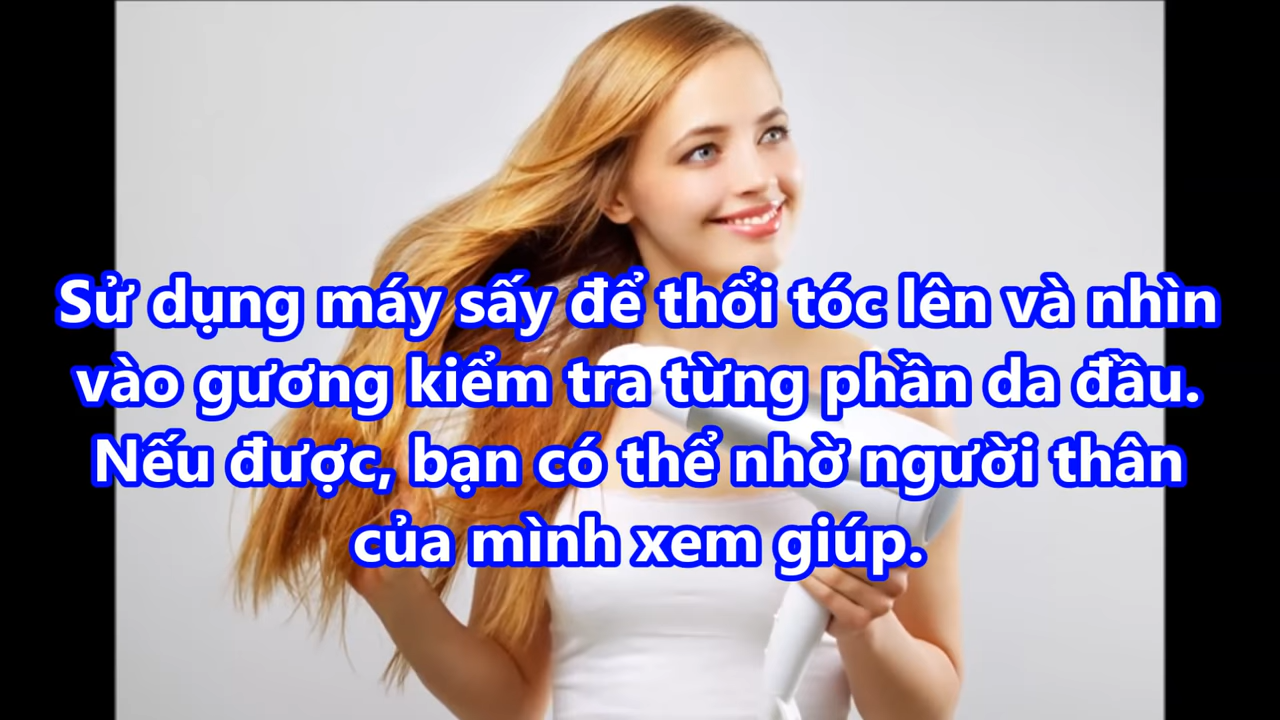 Sử dụng máy sấy để thổi tóc lên và nhìn
vào gương kiểm tra từng phần da đầu.
Nếu được, bạn có thể nhờ người thân
của mình xem giúp.